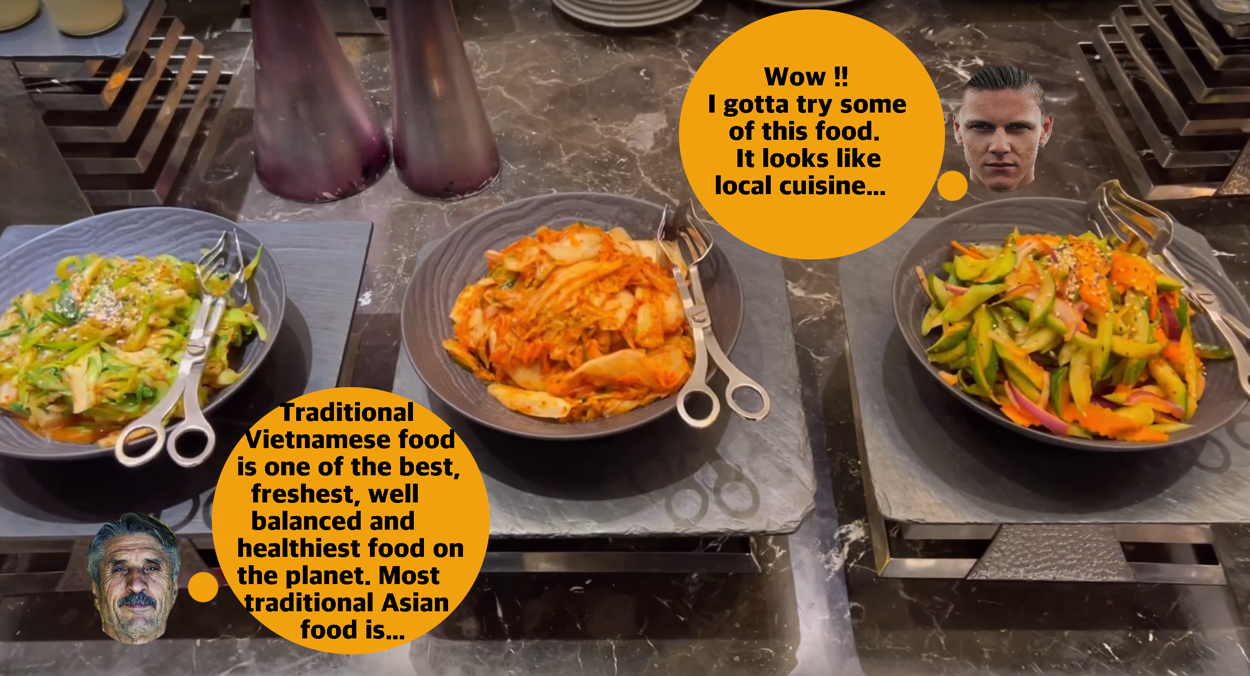 Wow !!
I gotta try some
of this food.
It looks like
local cuisine...
Traditional
Vietnamese food
is one of the best,
freshest, well
balanced and
healthiest food on
the planet. Most
traditional Asian
food is...